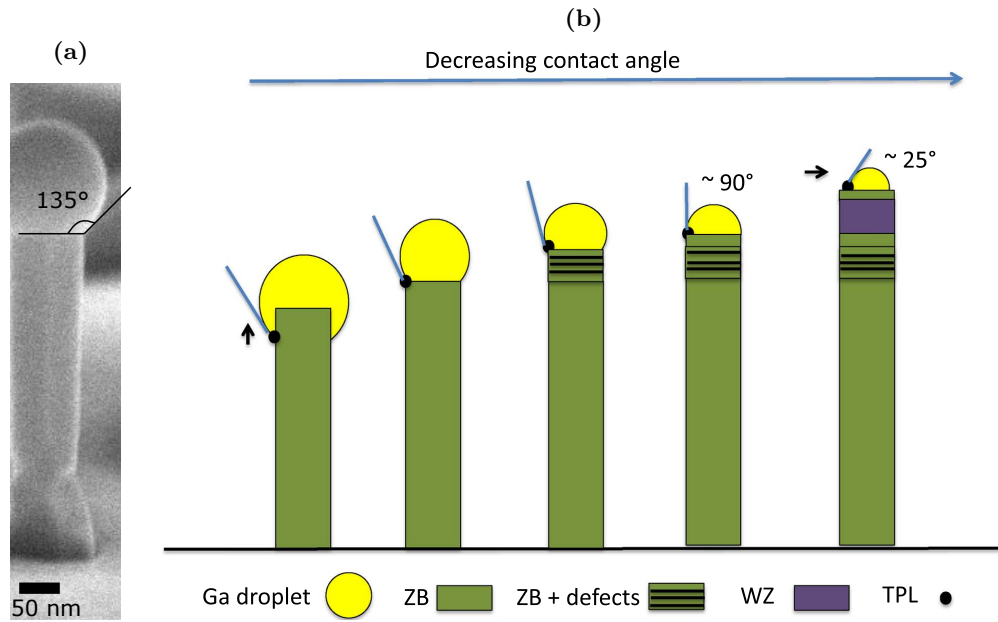 (a)
135°
50 nm
(b)
Decreasing contact angle
~ 90°
~ 25°
Ga droplet ZB ZB + defects WZ TPL